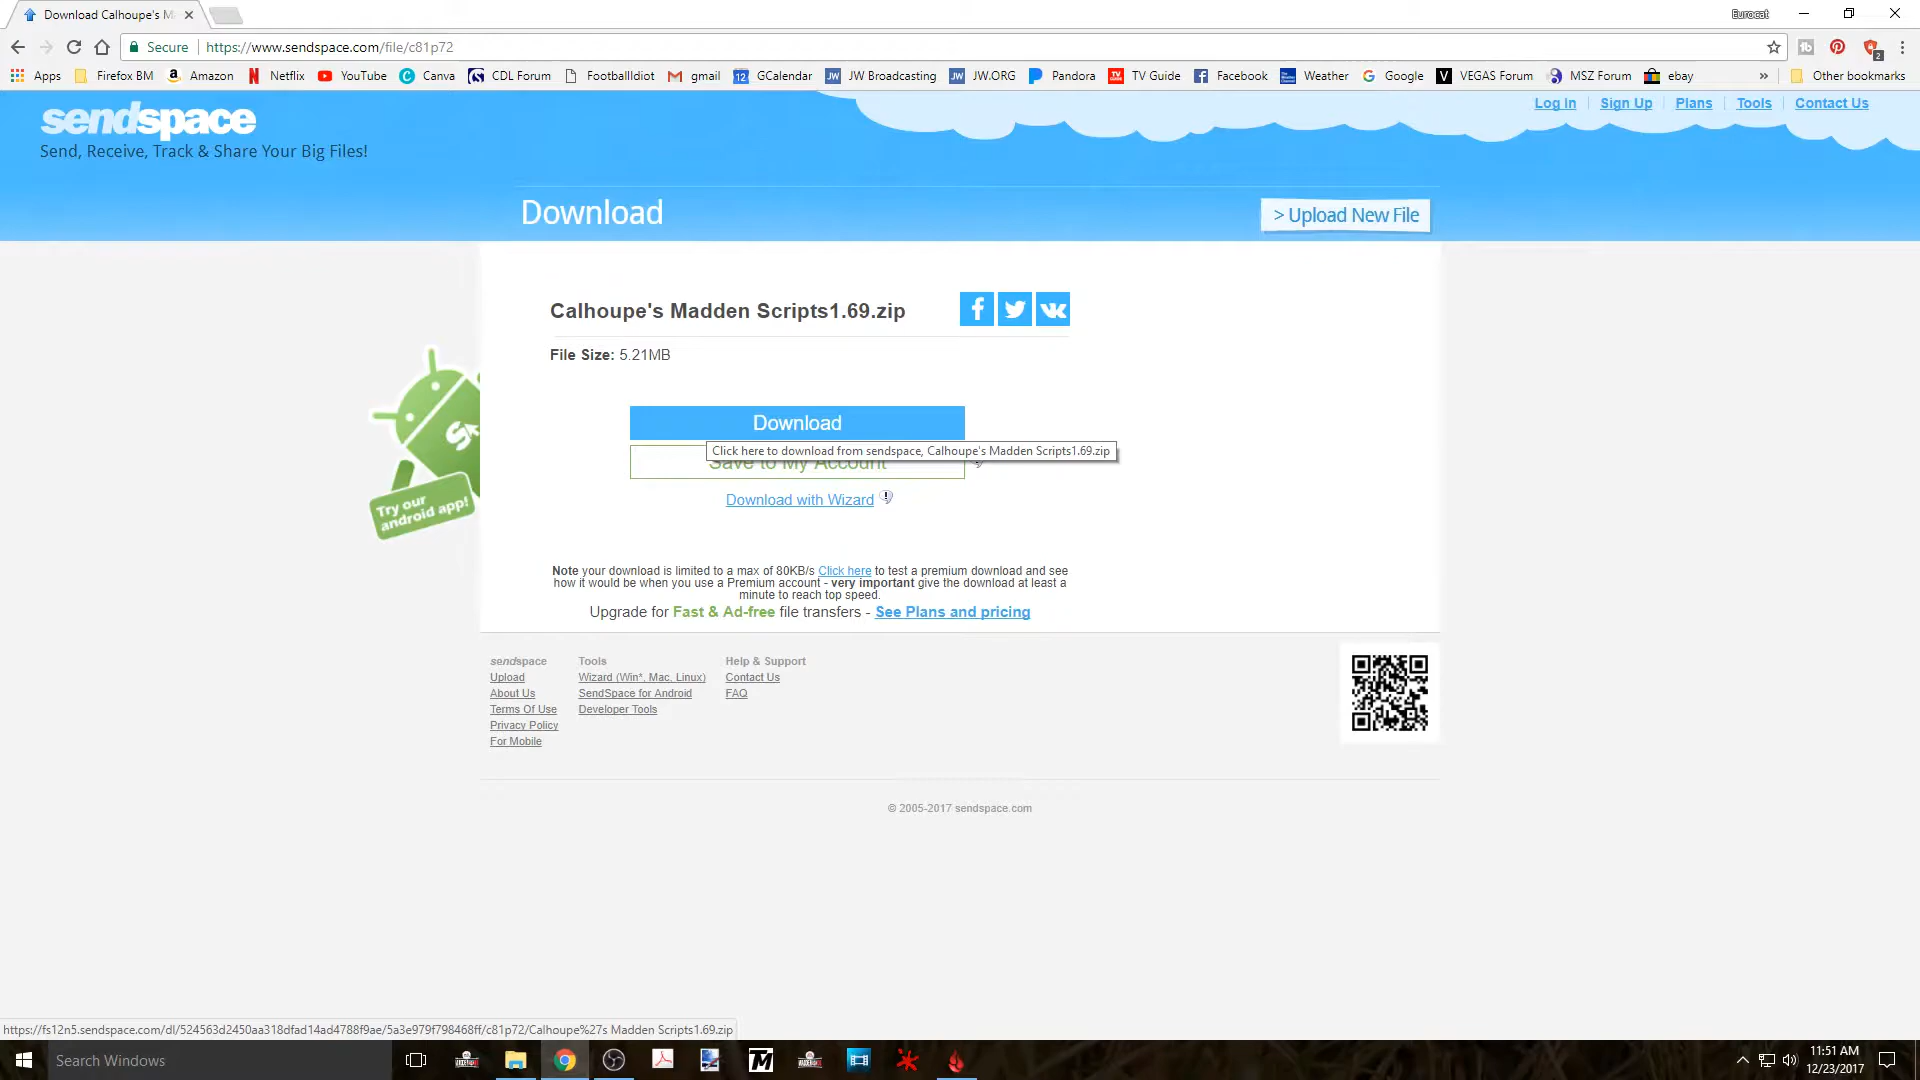 Download Calhoupe's M
Eurocat
Secure
https://www.sendspace.com/file/c81p72
Apps
Firefox BM
Amazon
Netflix
YouTube
Canva
CDL Forum
FootballIdiot
gmail
GCalendar
JW Broadcasting
JW.ORG
Pandora
TV Guide
Facebook
Weather
Google
VEGAS Forum
MSZ Forum
ebay
»
Other bookmarks
sendspace
Send, Receive, Track & Share Your Big Files!
Log In
Sign Up
Plans
Tools
Contact Us
Download
> Upload New File
Calhoupe's Madden Scripts1.69.zip
File Size: 5.21MB
Download
Click here to download from sendspace, Calhoupe's Madden Scripts1.69.zip
Save to My Account
Download with Wizard
Try our
android app!
Note your download is limited to a max of 80KB/s Click here to test a premium download and see
how it would be when you use a Premium account - very important give the download at least a
minute to reach top speed.
Upgrade for Fast & Ad-free file transfers - See Plans and pricing
sendspace
Upload
About Us
Terms Of Use
Privacy Policy
For Mobile
Tools
Wizard (Win*, Mac, Linux)
SendSpace for Android
Developer Tools
Help & Support
Contact Us
FAQ
© 2005-2017 sendspace.com
https://fs12n5.sendspace.com/dl/524563d2450aa318dfad14ad4788f9ae/5a3e979f798468ff/c81p72/Calhoupe%27s Madden Scripts1.69.zip
Search Windows
11:51 AM
12/23/2017